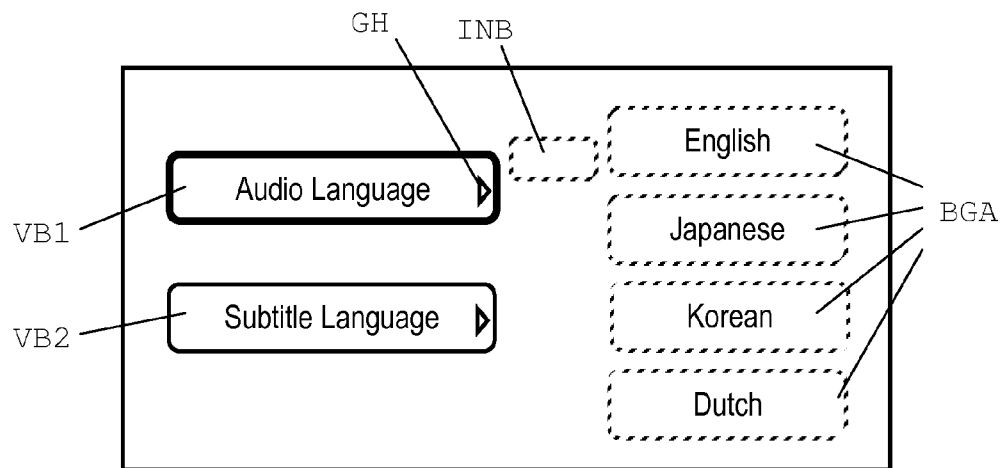 GH INB
English
Audio Language
VB1
Japanese
BGA
Subtitle Language
VB2
Korean
Dutch